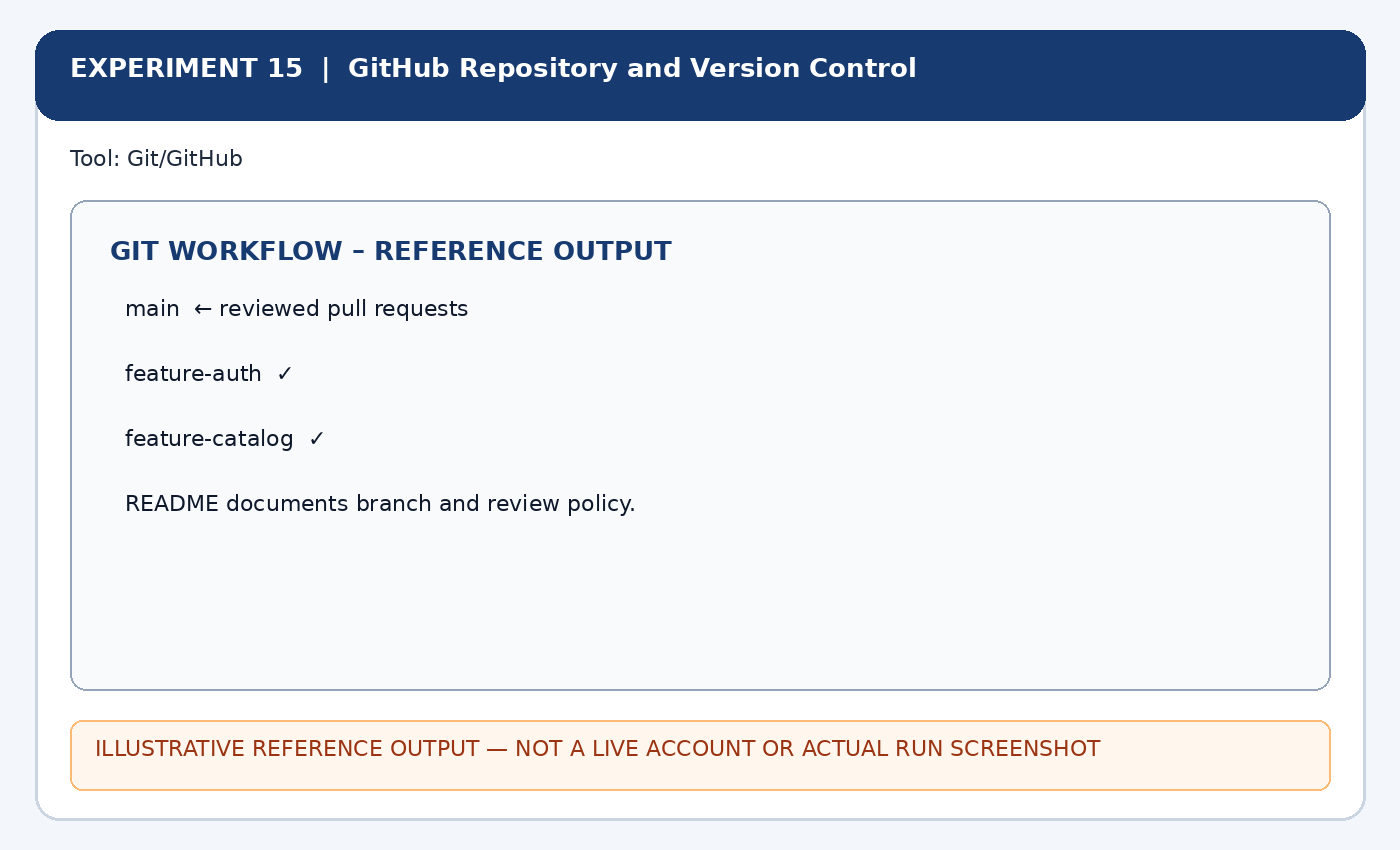 EXPERIMENT 15 | GitHub Repository and Version Control
Tool: Git/GitHub
GIT WORKFLOW – REFERENCE OUTPUT
main ← reviewed pull requests
feature-auth ✓
feature-catalog ✓
README documents branch and review policy.
ILLUSTRATIVE REFERENCE OUTPUT — NOT A LIVE ACCOUNT OR ACTUAL RUN SCREENSHOT